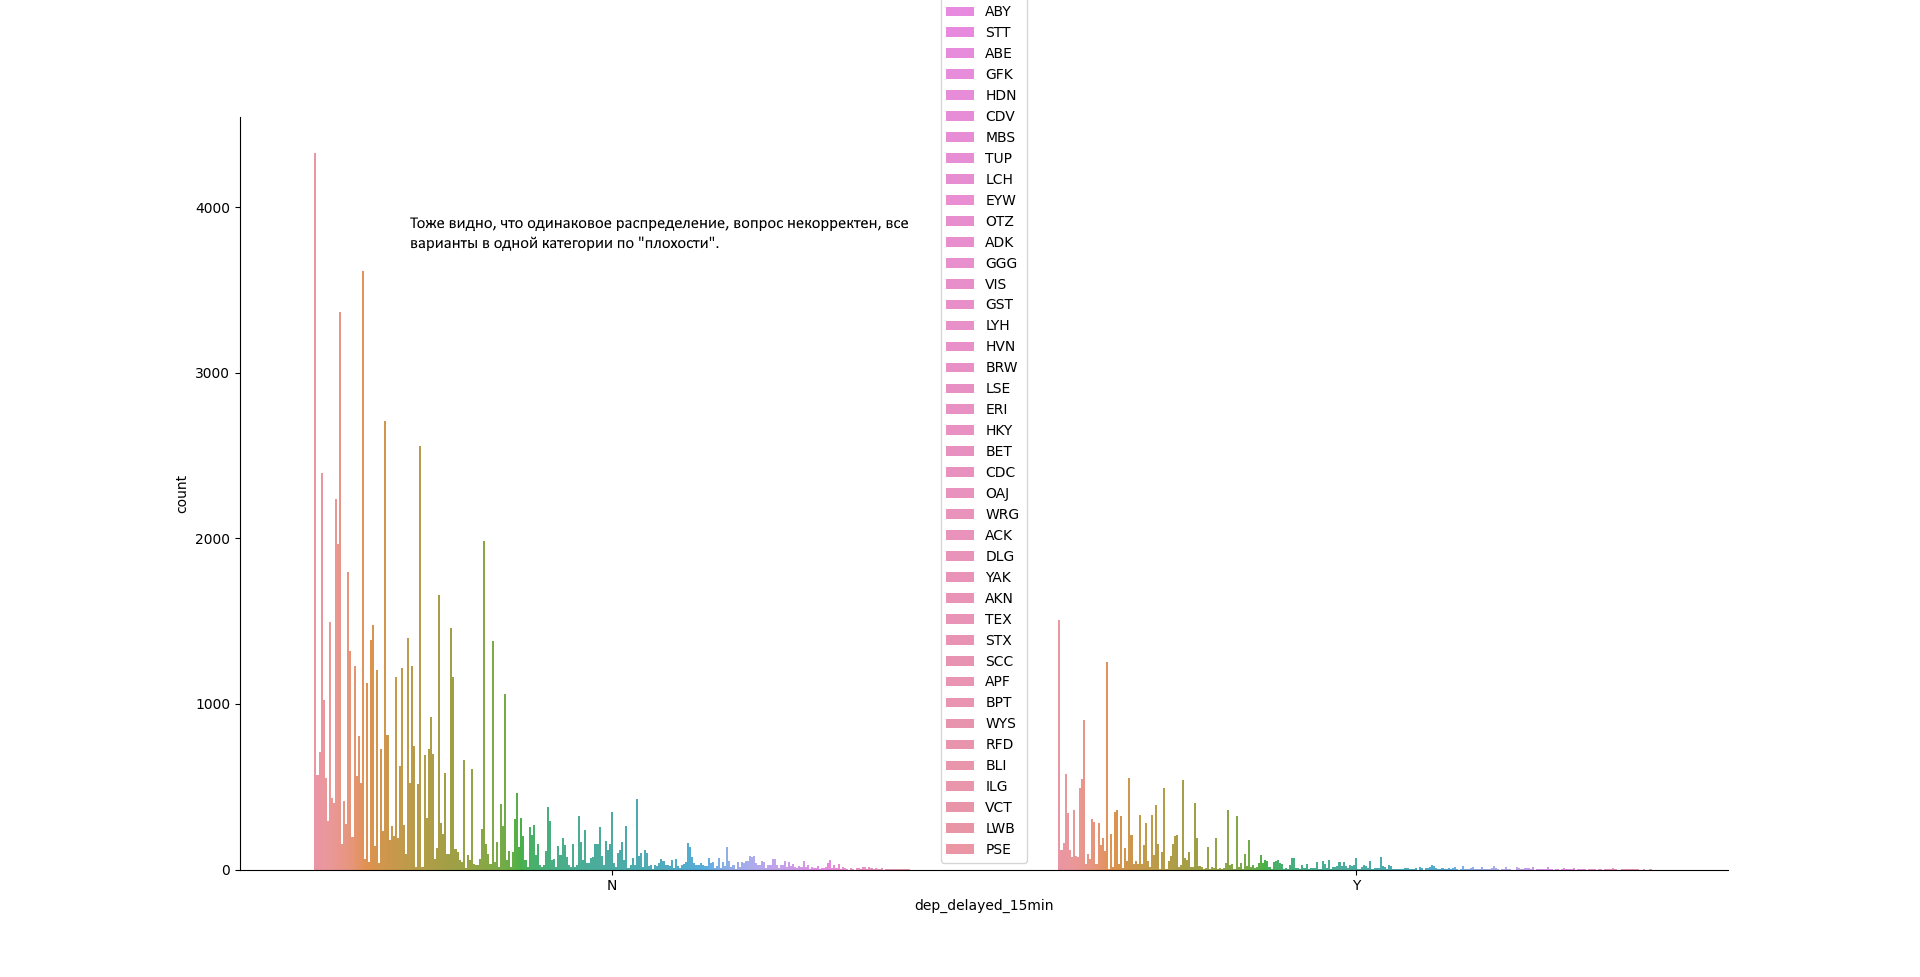 ABY
STT
ABE
GFK
HDN
CDV
MBS
TUP
LCH
EYW
OTZ
ADK
GGG
VIS
GST
LYH
HVN
BRW
LSE
ERI
HKY
BET
CDC
OAJ
WRG
ACK
DLG
YAK
AKN
TEX
STX
SCC
APF
BPT
WYS
RFD
BLI
ILG
VCT
LWB
PSE
Тоже видно, что одинаковое распределение, вопрос некорректен, все
варианты в одной категории по "плохости".
4000
3000
2000
1000
0
count
N
Y
dep_delayed_15min